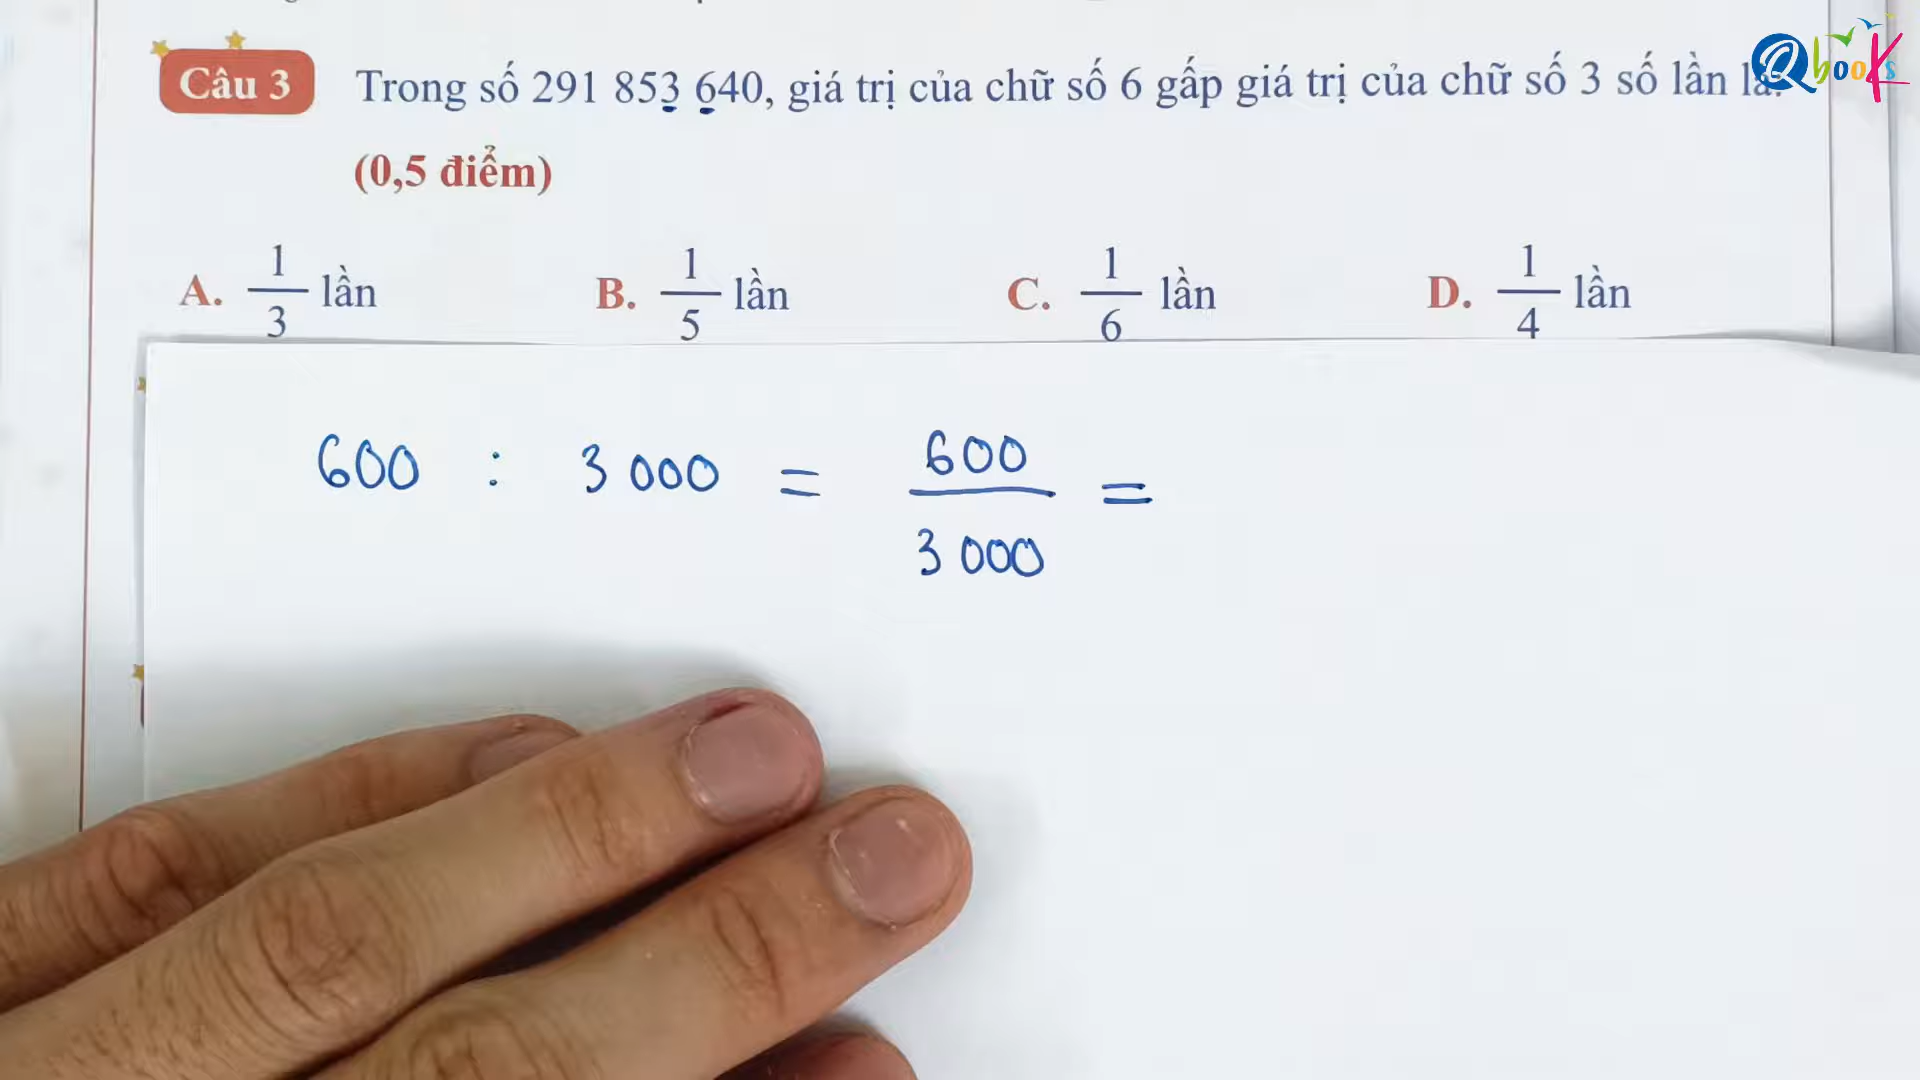 Qbooks
Câu 3 Trong số 291 853 640, giá trị của chữ số 6 gấp giá trị của chữ số 3 số lần là:
(0,5 điểm)
A. 1/3 lần B. 1/5 lần C. 1/6 lần D. 1/4 lần
600 : 3 000 = 600/3 000 =